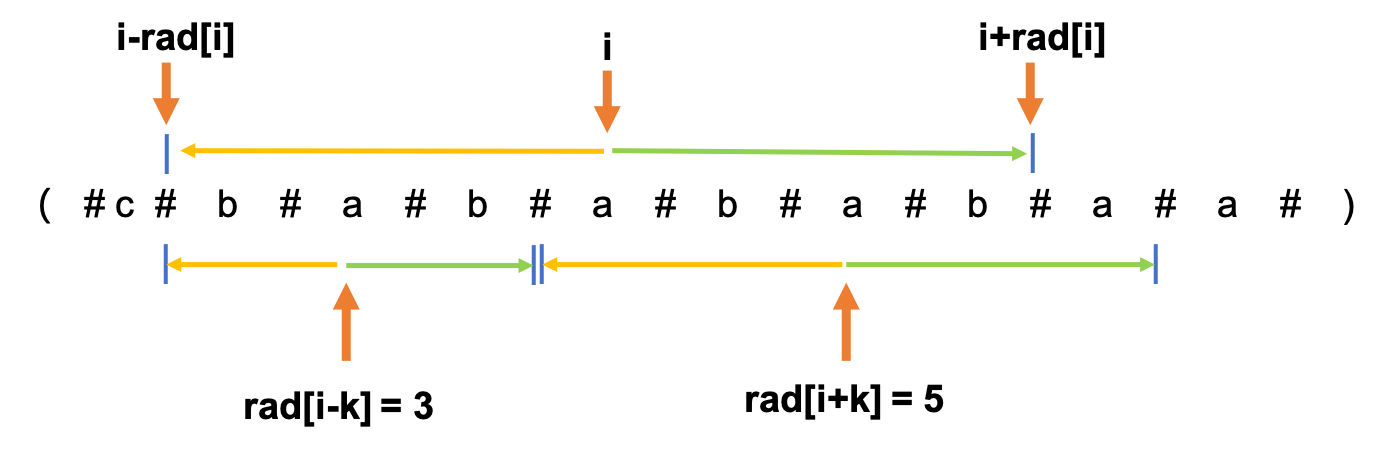 i-rad[i] i i+rad[i]
( # c # b # a # b # a # b # a # b # a # a # )
rad[i-k] = 3 rad[i+k] = 5